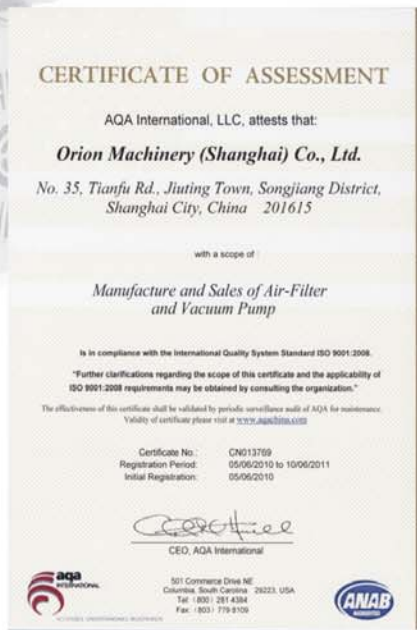 CERTIFICATE OF ASSESSMENT
AQA International, LLC, attests that:
Orion Machinery (Shanghai) Co., Ltd.
No. 35, Tianfu Rd., Jiuting Town, Songjiang District,
Shanghai City, China 201615
with a scope of :
Manufacture and Sales of Air-Filter
and Vacuum Pump
Is in compliance with the International Quality System Standard ISO 9001:2008.
"Further clarifications regarding the scope of this certificate and the applicability of
ISO 9001:2008 requirements may be obtained by consulting the organization."
The effectiveness of this certificate shall be validated by periodic surveillance audit of AQA for maintenance.
Validity of certificate please visit at www.aqachina.com
Certificate No.: CN013769
Registration Period: 05/06/2010 to 10/06/2011
Initial Registration: 05/06/2010
CEO, AQA International
aqa
INTERNATIONAL
501 Commerce Drive NE
Columbia, South Carolina 29223, USA
Tel: (800) 281 4384
Fax: (803) 779 8109
ANAB
ACCREDITED